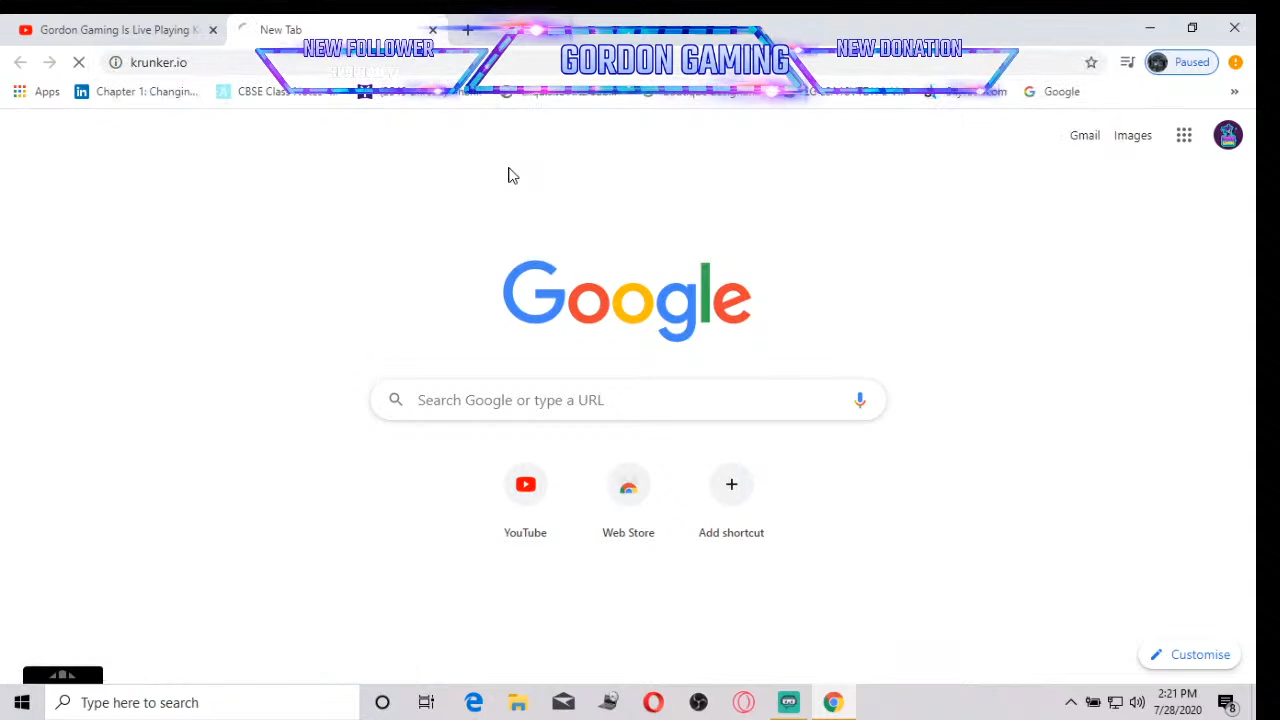 Gordon Gaming is Live Playing K
New Tab
NEW FOLLOWER
GORDON GAMING
NEW DONATION
krunker.io
Paused
Apps
Chapter 1: Changin...
CBSE Class
Google
Gmail
Images
Google
Search Google or type a URL
YouTube
Web Store
Add shortcut
Customise
Type here to search
2:21 PM
7/28/2020
8